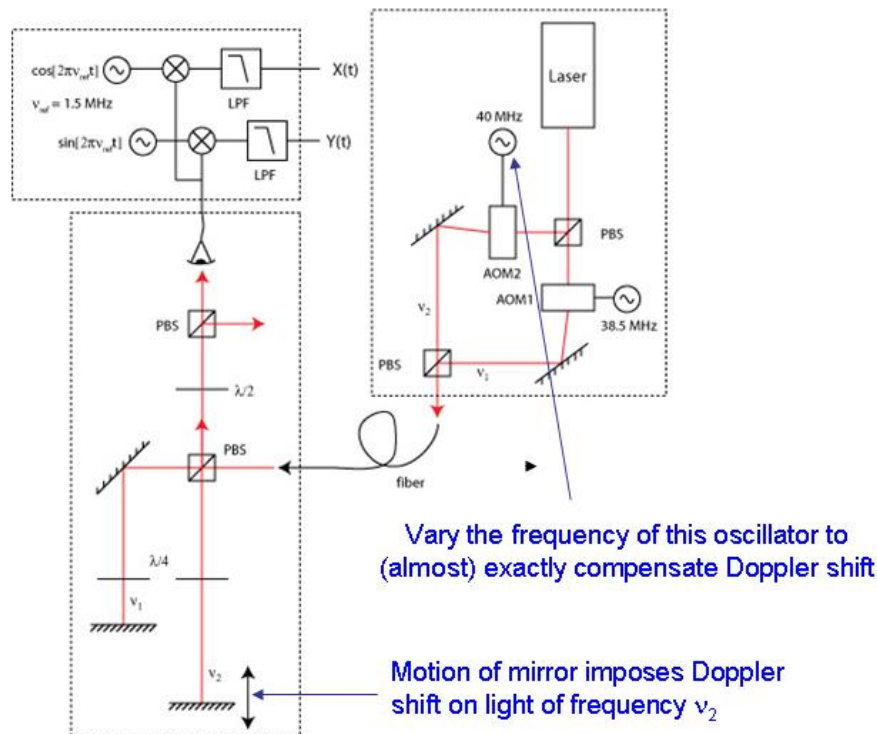 cos[2πν_ref t]
X(t)
LPF
ν_ref = 1.5 MHz
sin[2πν_ref t]
Y(t)
LPF
Laser
40 MHz
PBS
AOM2
AOM1
38.5 MHz
ν₂
PBS
ν₁
PBS
λ/2
PBS
fiber
λ/4
ν₁
ν₂
Vary the frequency of this oscillator to
(almost) exactly compensate Doppler shift
Motion of mirror imposes Doppler
shift on light of frequency ν₂